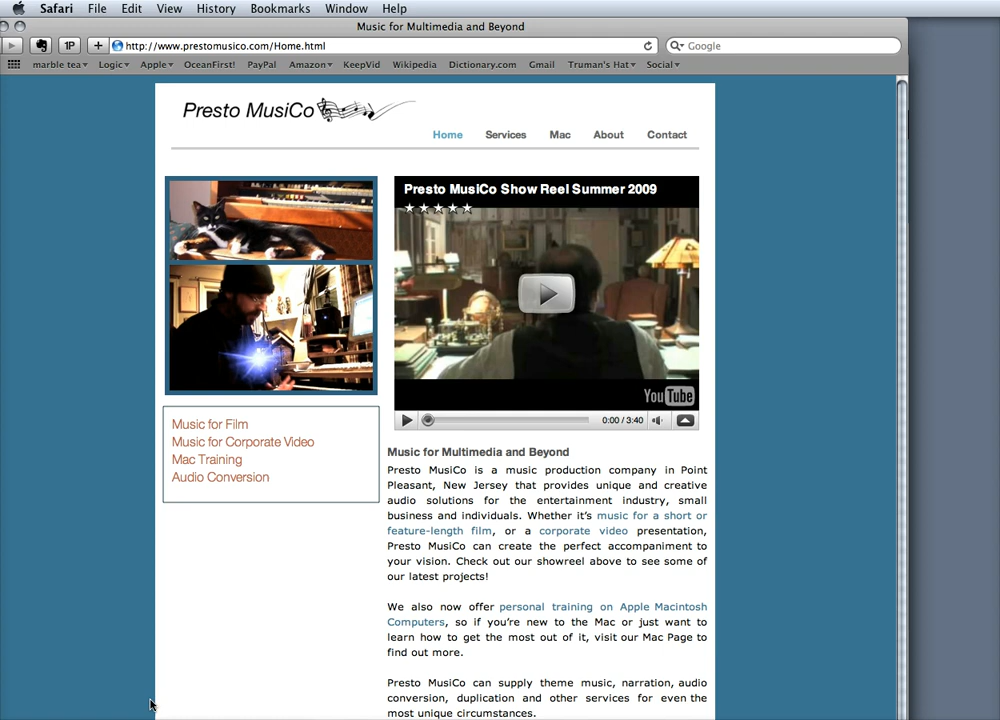 Safari File Edit View History Bookmarks Window Help
Music for Multimedia and Beyond
1P + http://www.prestomusico.com/Home.html Google
marble tea Logic Apple OceanFirst! PayPal Amazon KeepVid Wikipedia Dictionary.com Gmail Truman's Hat Social
Presto MusiCo
Home Services Mac About Contact
Presto MusiCo Show Reel Summer 2009
YouTube
0:00 / 3:40
Music for Film
Music for Corporate Video
Mac Training
Audio Conversion
Music for Multimedia and Beyond
Presto MusiCo is a music production company in Point
Pleasant, New Jersey that provides unique and creative
audio solutions for the entertainment industry, small
business and individuals. Whether it's music for a short or
feature-length film, or a corporate video presentation,
Presto MusiCo can create the perfect accompaniment to
your vision. Check out our showreel above to see some of
our latest projects!
We also now offer personal training on Apple Macintosh
Computers, so if you're new to the Mac or just want to
learn how to get the most out of it, visit our Mac Page to
find out more.
Presto MusiCo can supply theme music, narration, audio
conversion, duplication and other services for even the
most unique circumstances.